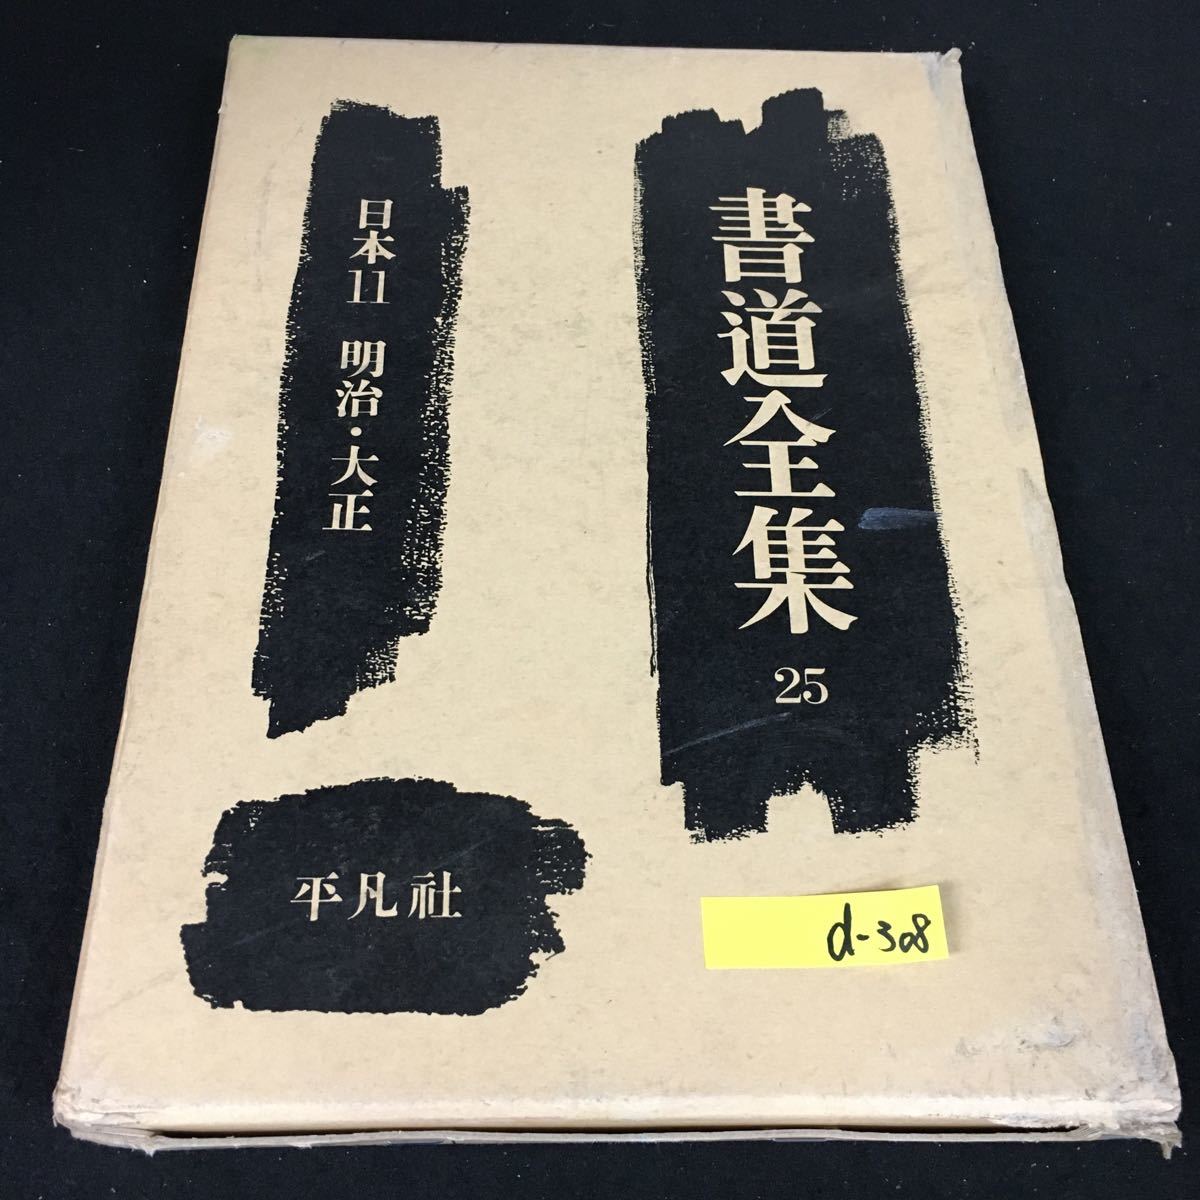 書道全集 25
日本11 明治・大正
平凡社
d-308